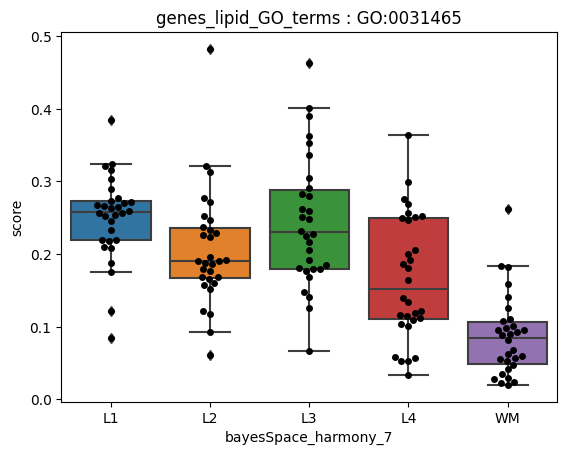 genes_lipid_GO_terms : GO:0031465
0.5
0.4
0.3
0.2
0.1
0.0
score
L1 L2 L3 L4 WM
bayesSpace_harmony_7